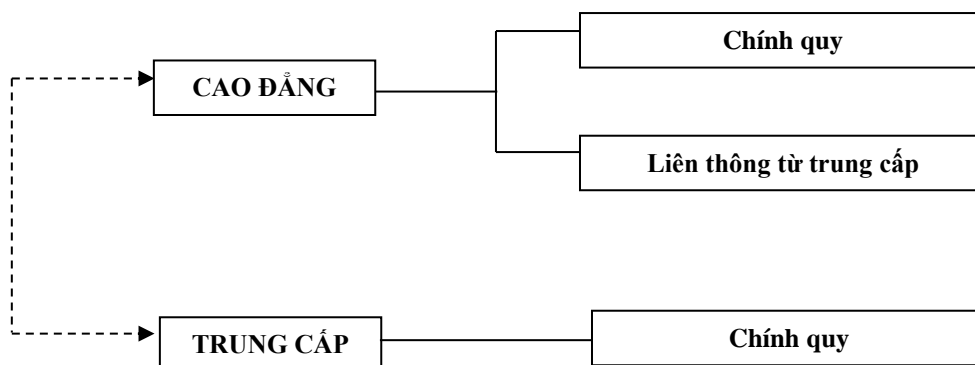 Chính quy
CAO ĐẲNG
Liên thông từ trung cấp
TRUNG CẤP
Chính quy